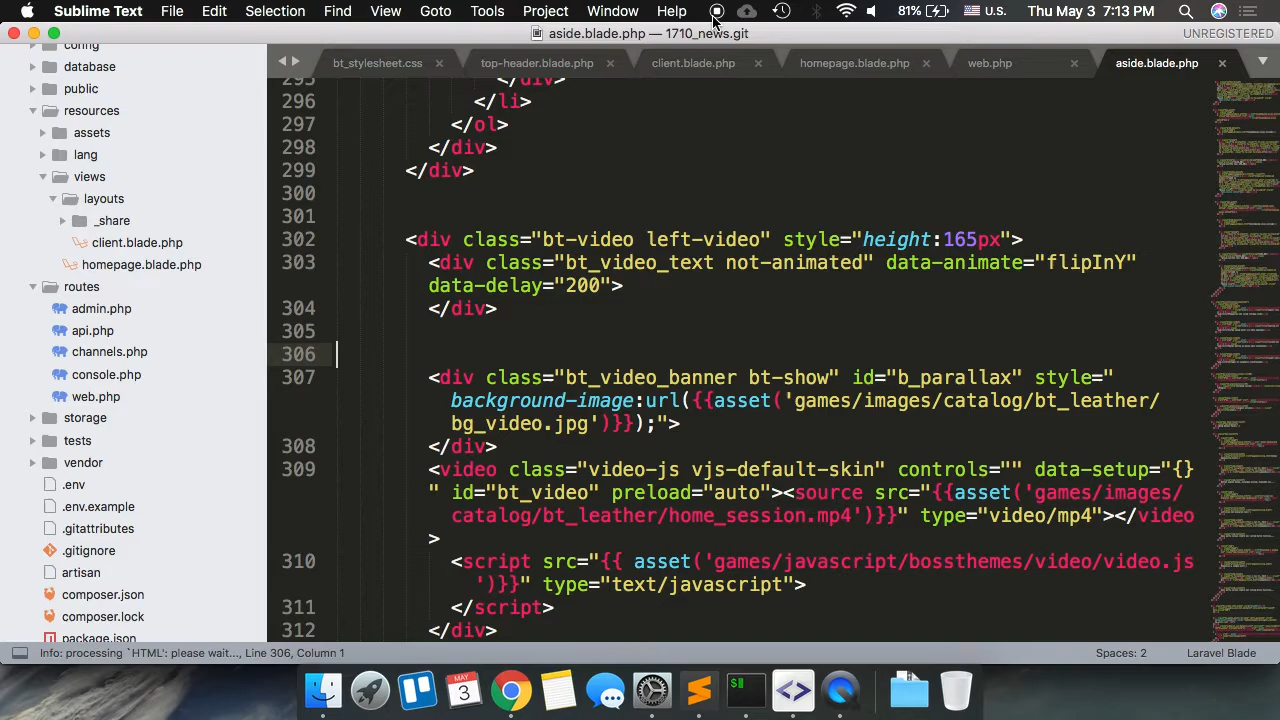 Sublime Text File Edit Selection Find View Goto Tools Project Window Help 81% U.S. Thu May 3 7:13 PM
aside.blade.php — 1710_news.git UNREGISTERED
bt_stylesheet.css × top-header.blade.php × client.blade.php × homepage.blade.php × web.php × aside.blade.php ×
config
database
public
resources
assets
lang
views
layouts
_share
client.blade.php
homepage.blade.php
routes
admin.php
api.php
channels.php
console.php
web.php
storage
tests
vendor
.env
.env.example
.gitattributes
.gitignore
artisan
composer.json
composer.lock
package.json
295 </div>
296 </li>
297 </ol>
298 </div>
299 </div>
300
301
302 <div class="bt-video left-video" style="height:165px">
303 <div class="bt_video_text not-animated" data-animate="flipInY"
data-delay="200">
304 </div>
305
306
307 <div class="bt_video_banner bt-show" id="b_parallax" style="
background-image:url({{asset('games/images/catalog/bt_leather/
bg_video.jpg')}});">
308 </div>
309 <video class="video-js vjs-default-skin" controls="" data-setup="{}
" id="bt_video" preload="auto"><source src="{{asset('games/images/
catalog/bt_leather/home_session.mp4')}}" type="video/mp4"></video
>
310 <script src="{{ asset('games/javascript/bossthemes/video/video.js
')}}" type="text/javascript">
311 </script>
312 </div>
Info: processing `HTML': please wait..., Line 306, Column 1 Spaces: 2 Laravel Blade
MAY
3
$